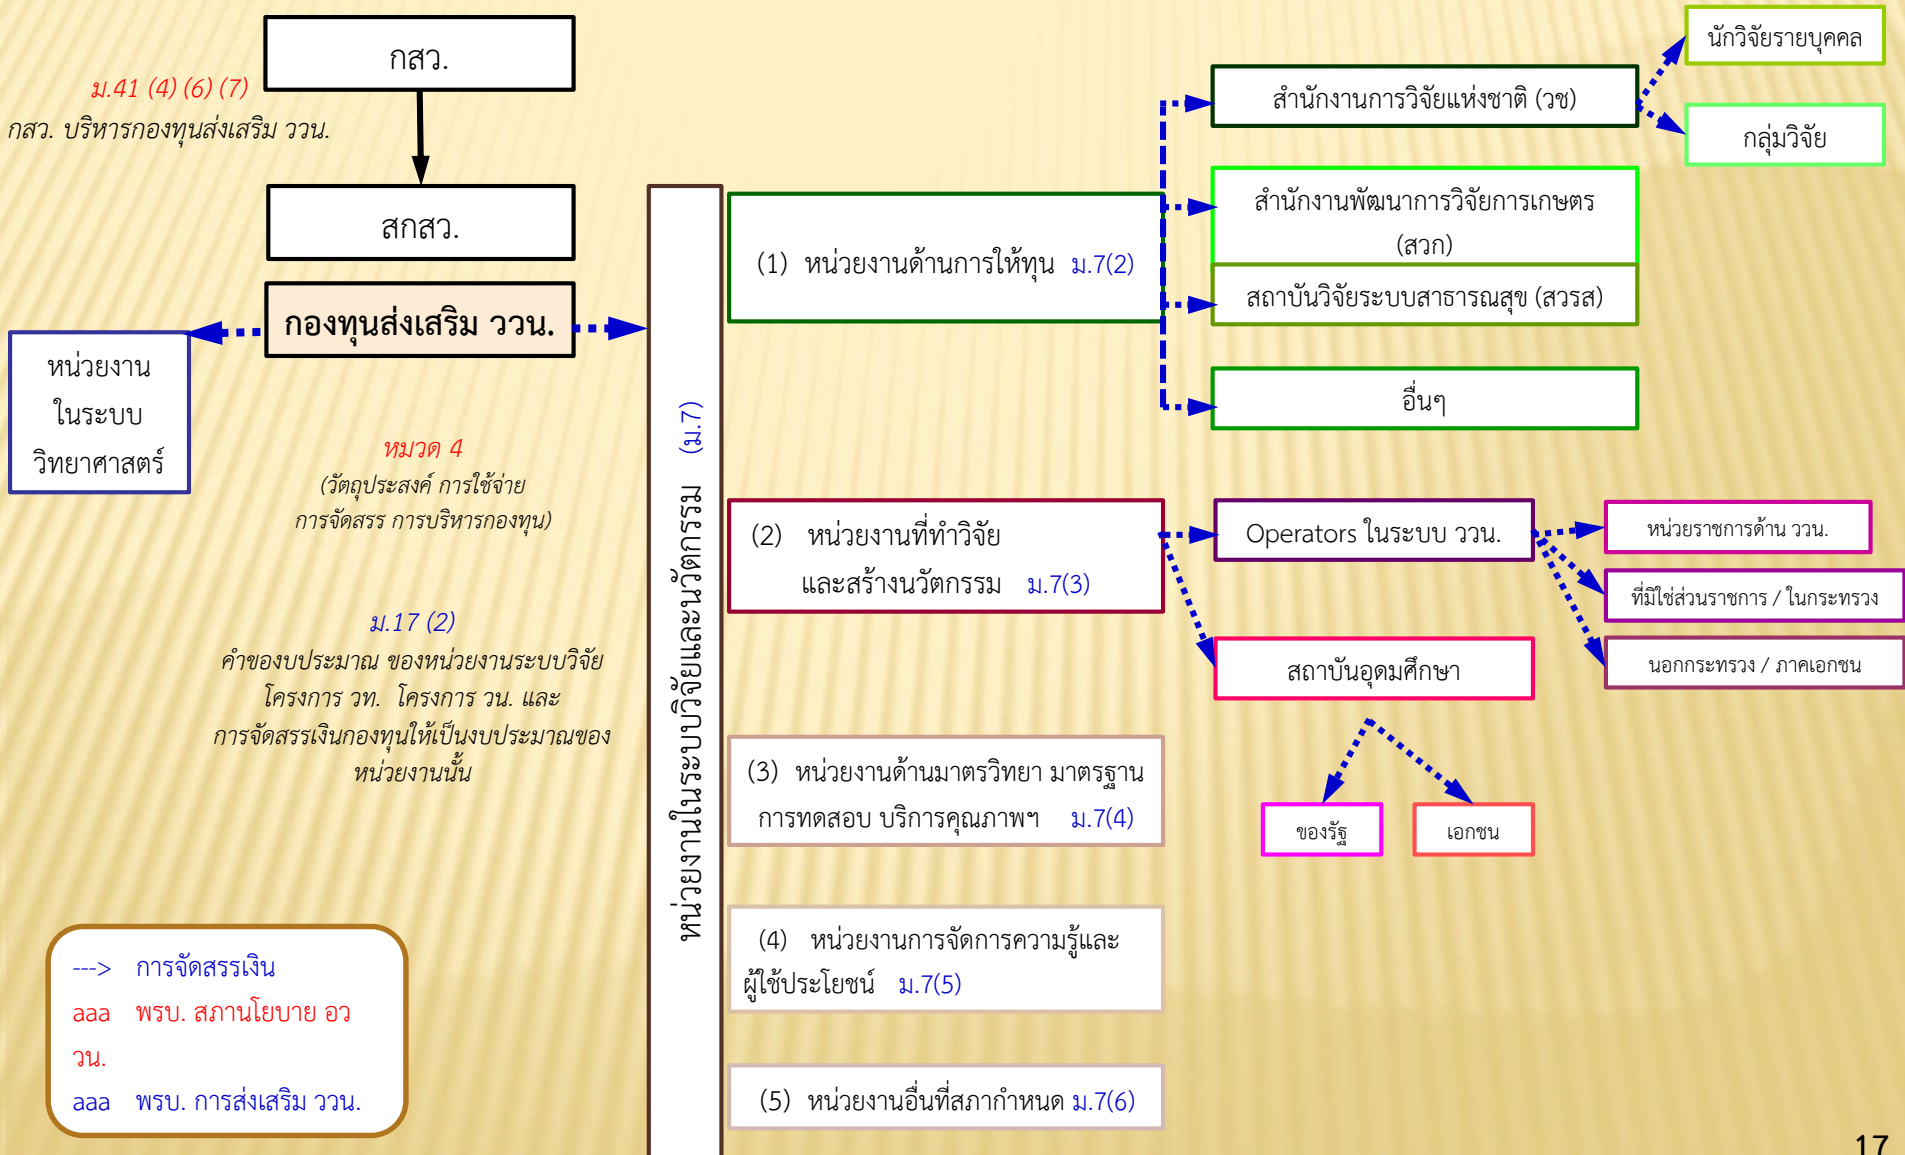 กสว.
ม.41 (4) (6) (7)
กสว. บริหารกองทุนส่งเสริม ววน.
สกสว.
กองทุนส่งเสริม ววน.
หน่วยงาน
ในระบบ
วิทยาศาสตร์
หมวด 4
(วัตถุประสงค์ การใช้จ่าย
การจัดสรร การบริหารกองทุน)
ม.17 (2)
คำของบประมาณ ของหน่วยงานระบบวิจัย
โครงการ วท. โครงการ วน. และ
การจัดสรรเงินกองทุนให้เป็นงบประมาณของ
หน่วยงานนั้น
---> การจัดสรรเงิน
aaa พรบ. สภานโยบาย อว
วน.
aaa พรบ. การส่งเสริม ววน.
หน่วยงานในระบบวิจัยและนวัตกรรม (ม.7)
(1) หน่วยงานด้านการให้ทุน ม.7(2)
สำนักงานการวิจัยแห่งชาติ (วช)
นักวิจัยรายบุคคล
กลุ่มวิจัย
สำนักงานพัฒนาการวิจัยการเกษตร
(สวก)
สถาบันวิจัยระบบสาธารณสุข (สวรส)
อื่นๆ
(2) หน่วยงานที่ทำวิจัย
และสร้างนวัตกรรม ม.7(3)
Operators ในระบบ ววน.
หน่วยราชการด้าน ววน.
ที่มิใช่ส่วนราชการ / ในกระทรวง
นอกกระทรวง / ภาคเอกชน
สถาบันอุดมศึกษา
ของรัฐ
เอกชน
(3) หน่วยงานด้านมาตรวิทยา มาตรฐาน
การทดสอบ บริการคุณภาพฯ ม.7(4)
(4) หน่วยงานการจัดการความรู้และ
ผู้ใช้ประโยชน์ ม.7(5)
(5) หน่วยงานอื่นที่สภากำหนด ม.7(6)
17